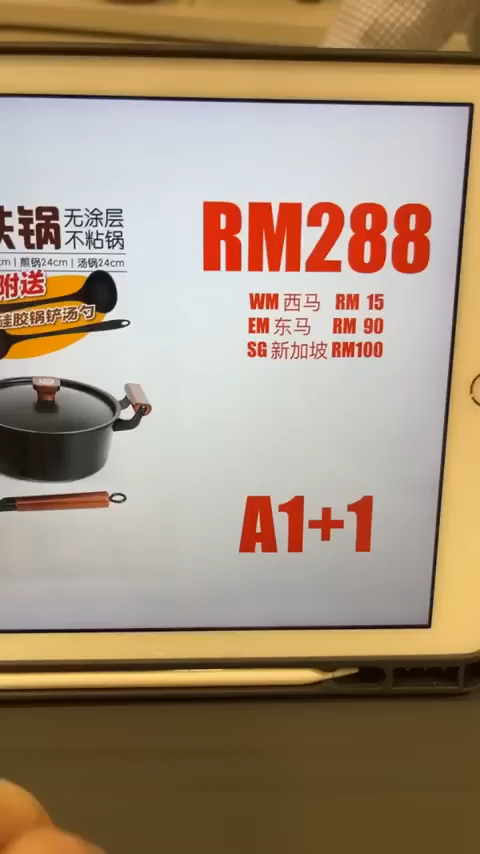 铁锅 无涂层
不粘锅
cm | 煎锅24cm | 汤锅24cm
附送
硅胶锅铲汤勺
RM288
WM 西马 RM 15
EM 东马 RM 90
SG 新加坡 RM100
A1+1